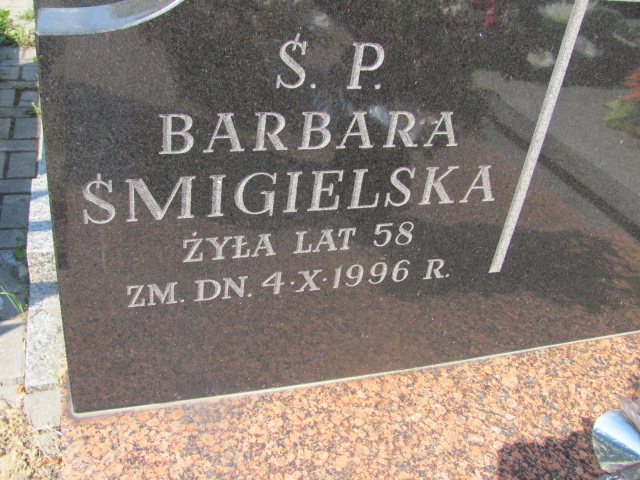 Ś. P.
BARBARA
ŚMIGIELSKA
ŻYŁA LAT 58
ZM. DN. 4·X·1996 R.